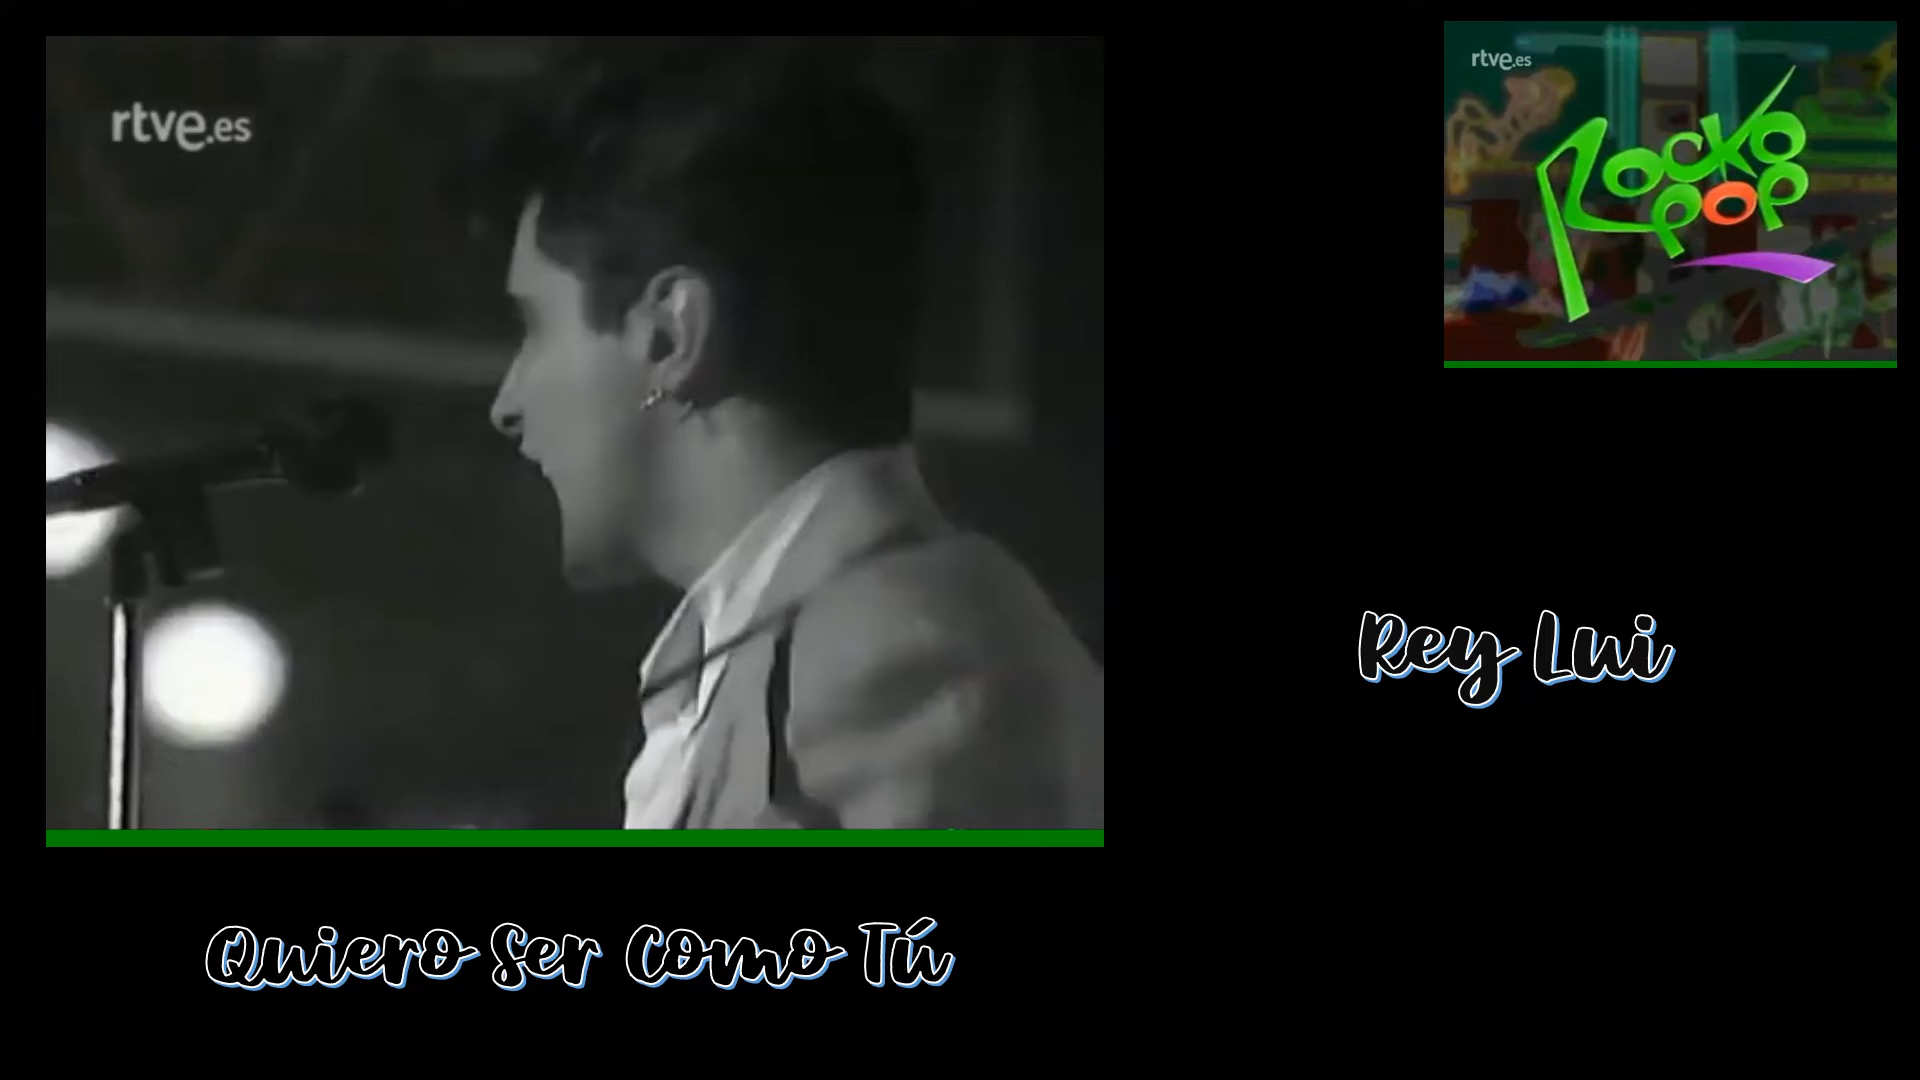 rtve.es
rtve.es
Rocko
pop
Rey Lui
Quiero Ser Como Tú